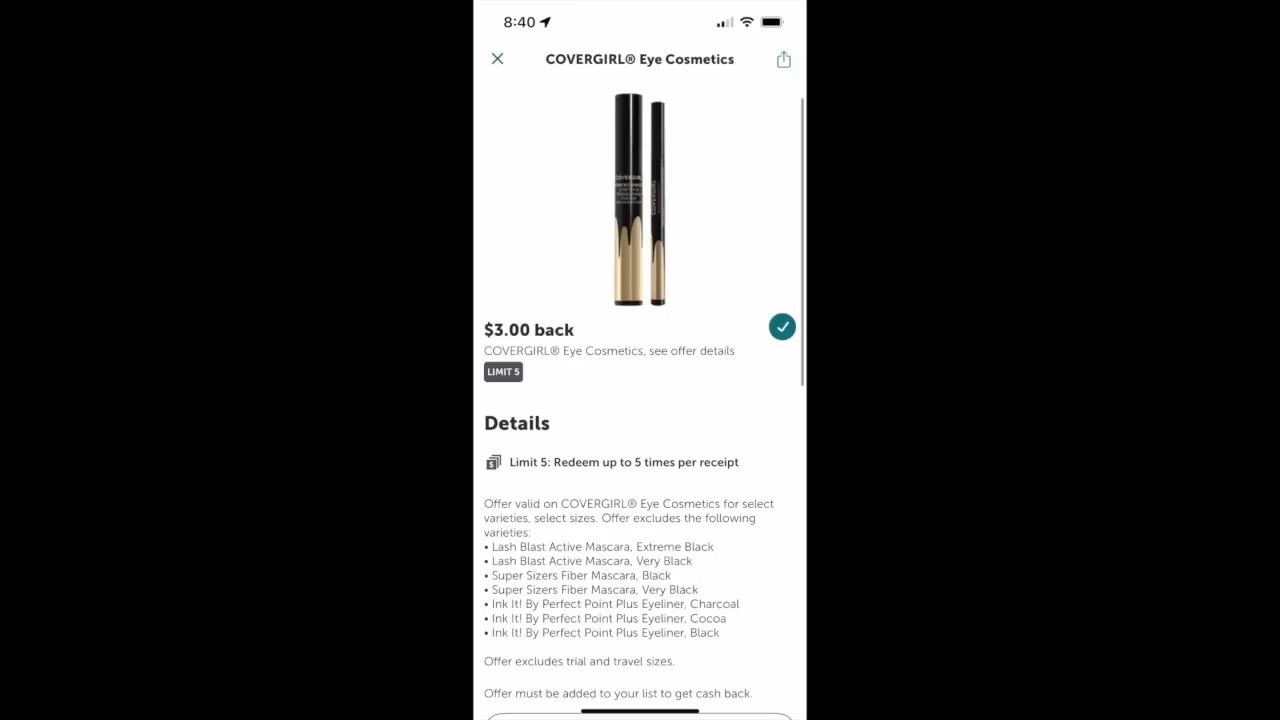 8:40
COVERGIRL® Eye Cosmetics
COVERGIRL
COVERGIRL
$3.00 back
COVERGIRL® Eye Cosmetics, see offer details
LIMIT 5
Details
Limit 5: Redeem up to 5 times per receipt
Offer valid on COVERGIRL® Eye Cosmetics for select
varieties, select sizes. Offer excludes the following
varieties:
• Lash Blast Active Mascara, Extreme Black
• Lash Blast Active Mascara, Very Black
• Super Sizers Fiber Mascara, Black
• Super Sizers Fiber Mascara, Very Black
• Ink It! By Perfect Point Plus Eyeliner, Charcoal
• Ink It! By Perfect Point Plus Eyeliner, Cocoa
• Ink It! By Perfect Point Plus Eyeliner, Black
Offer excludes trial and travel sizes.
Offer must be added to your list to get cash back.